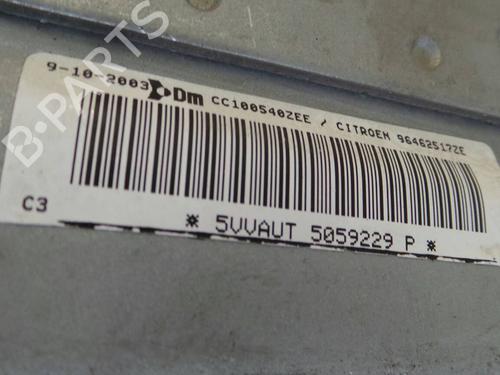 9-10-2003 Dm CC100540ZEE / CITROEN 96462517ZE
C3
* 5VVAUT 5059229 P *
B-PARTS